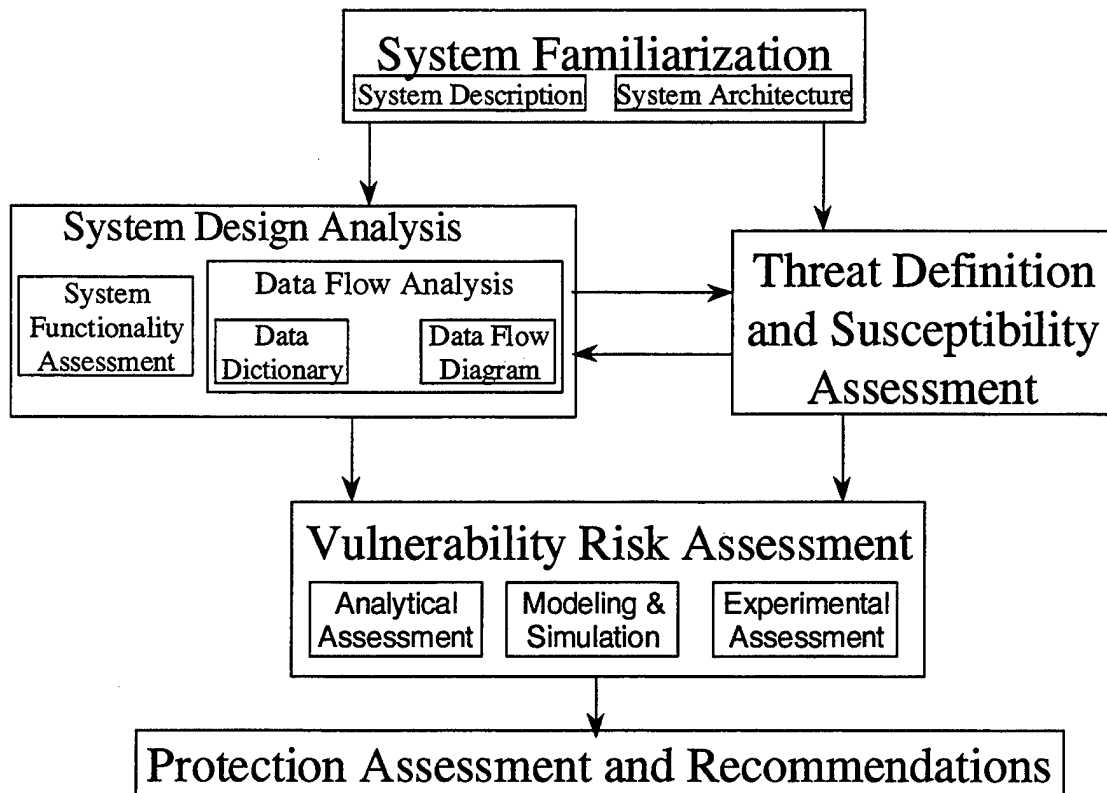 System Familiarization
System Description
System Architecture
System Design Analysis
System
Functionality
Assessment
Data Flow Analysis
Data
Dictionary
Data Flow
Diagram
Threat Definition
and Susceptibility
Assessment
Vulnerability Risk Assessment
Analytical
Assessment
Modeling &
Simulation
Experimental
Assessment
Protection Assessment and Recommendations